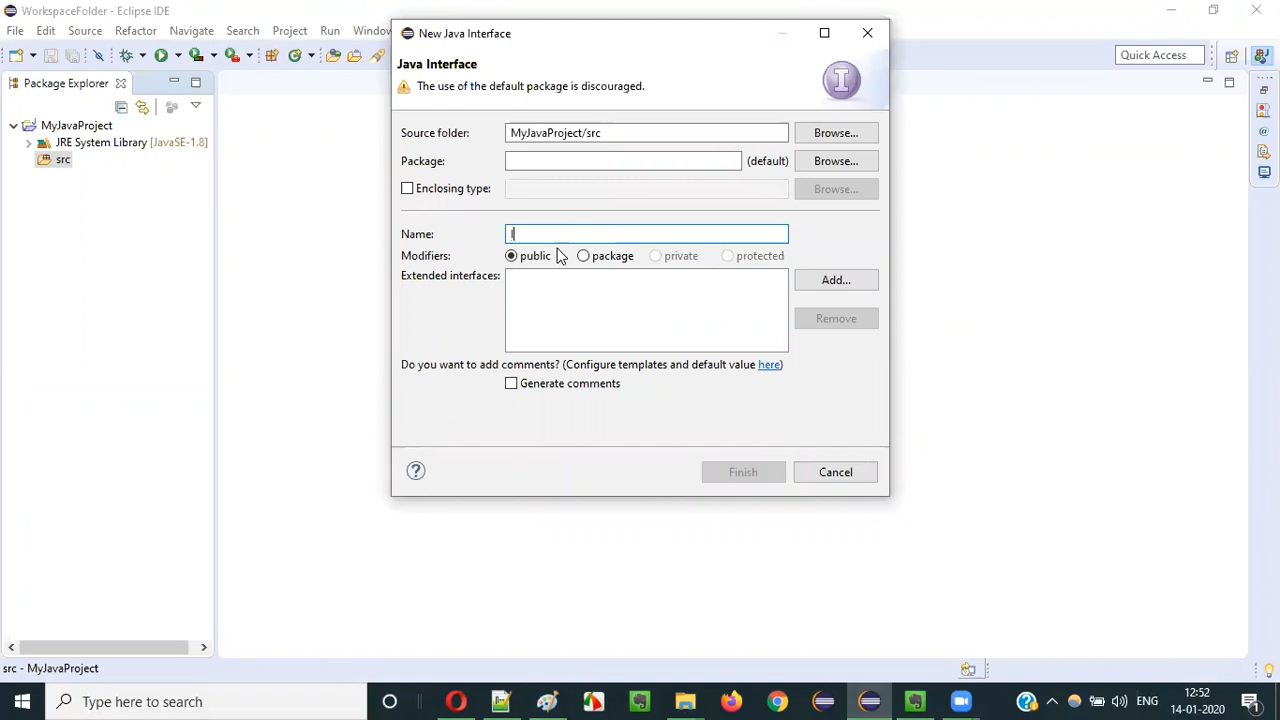 WorkspaceFolder - Eclipse IDE
File Edit Source Refactor Navigate Search Project Run Window
Quick Access
Package Explorer
MyJavaProject
JRE System Library [JavaSE-1.8]
src
New Java Interface
Java Interface
The use of the default package is discouraged.
Source folder: MyJavaProject/src Browse...
Package: (default) Browse...
Enclosing type: Browse...
Name: I
Modifiers: public package private protected
Extended interfaces: Add...
Remove
Do you want to add comments? (Configure templates and default value here)
Generate comments
Finish Cancel
src - MyJavaProject
Type here to search
ENG
12:52
14-01-2020